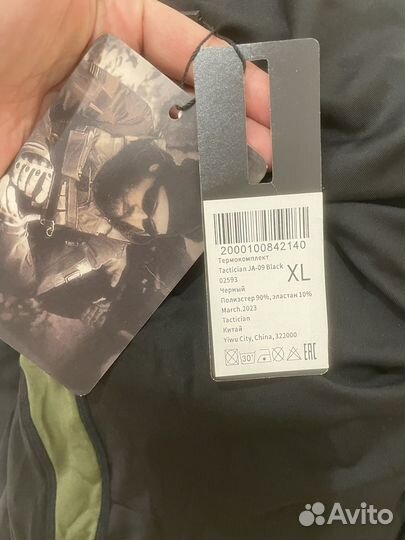 2000100842140
Термокомплект
Tactician JA-09 Black
XL
02593
Черный
Полиэстер 90%, эластан 10%
March.2023
Tactician
Китай
Yiwu City, China, 322000
30°
EAC
Avito